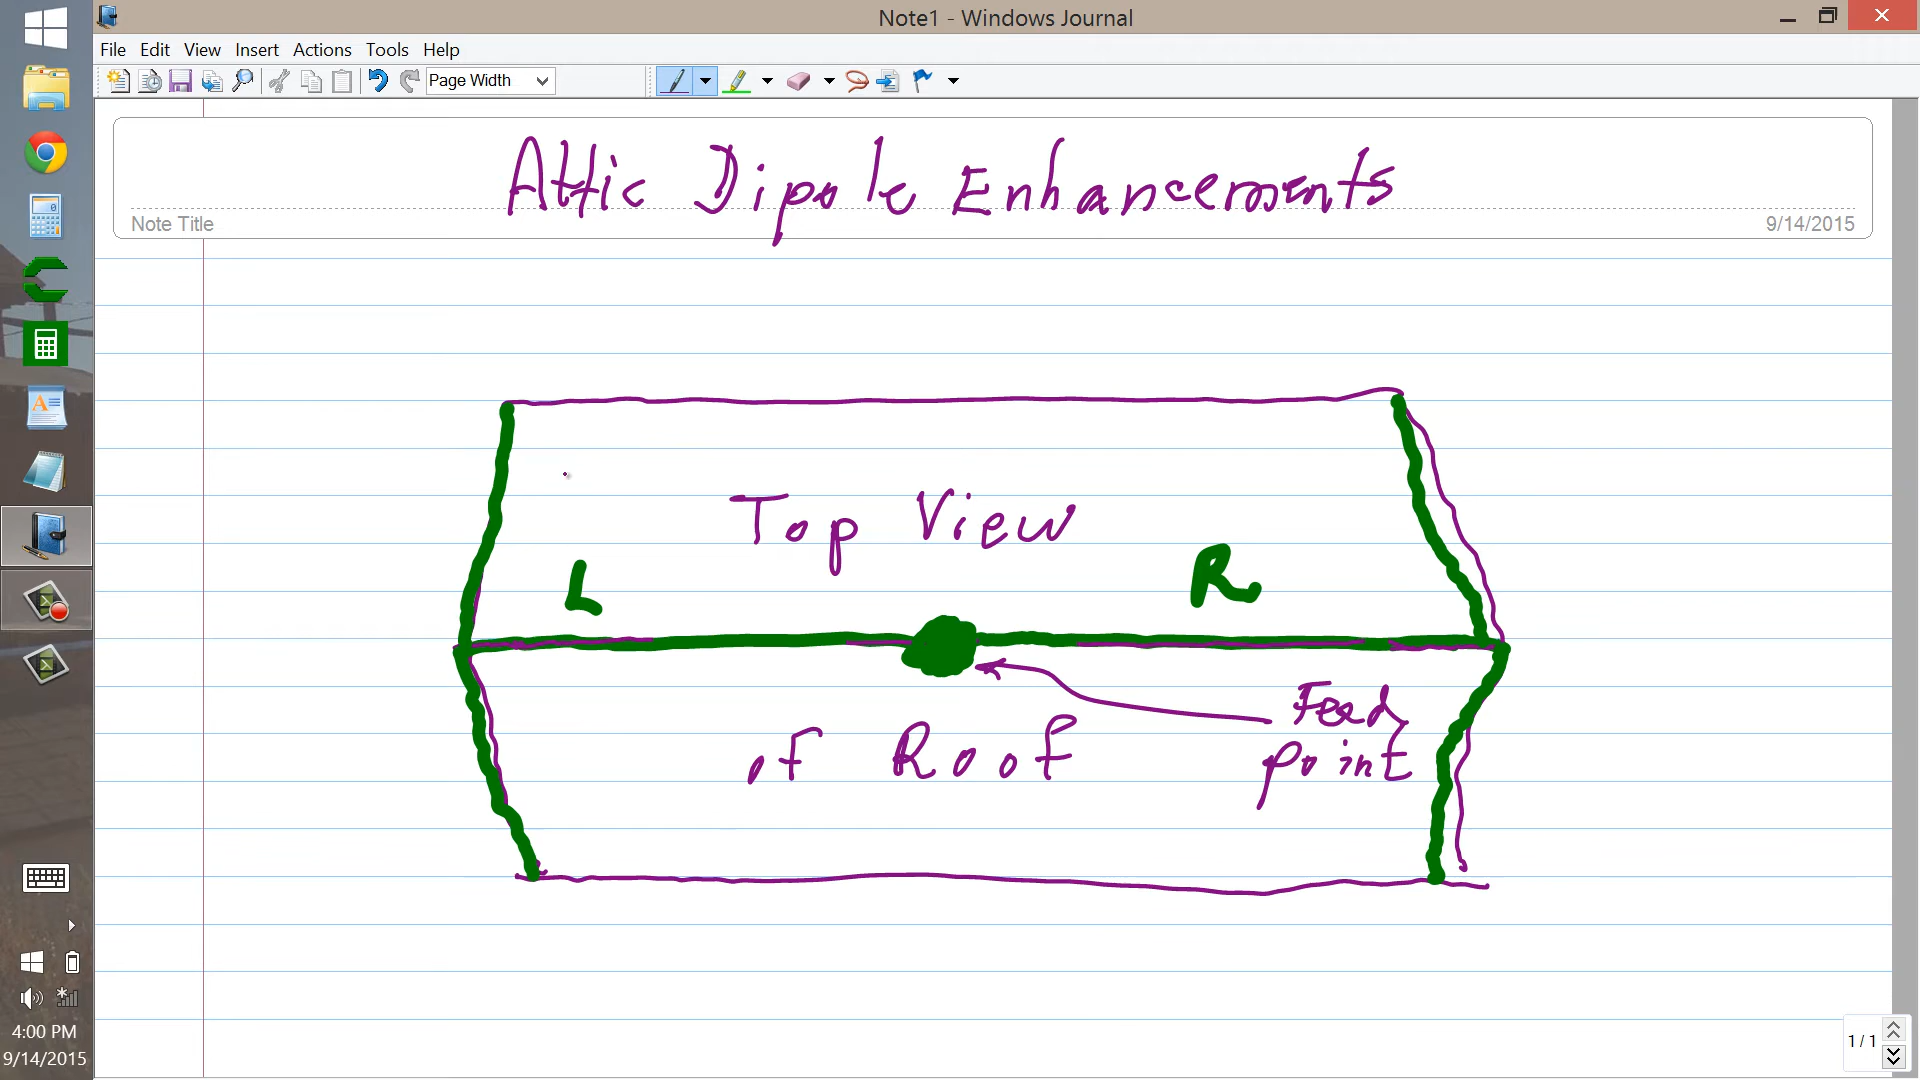 Note1 - Windows Journal
File Edit View Insert Actions Tools Help
Page Width
Attic Dipole Enhancements
Note Title
9/14/2015
Top View
L
R
Feed
point
of Roof
1 / 1
4:00 PM
9/14/2015